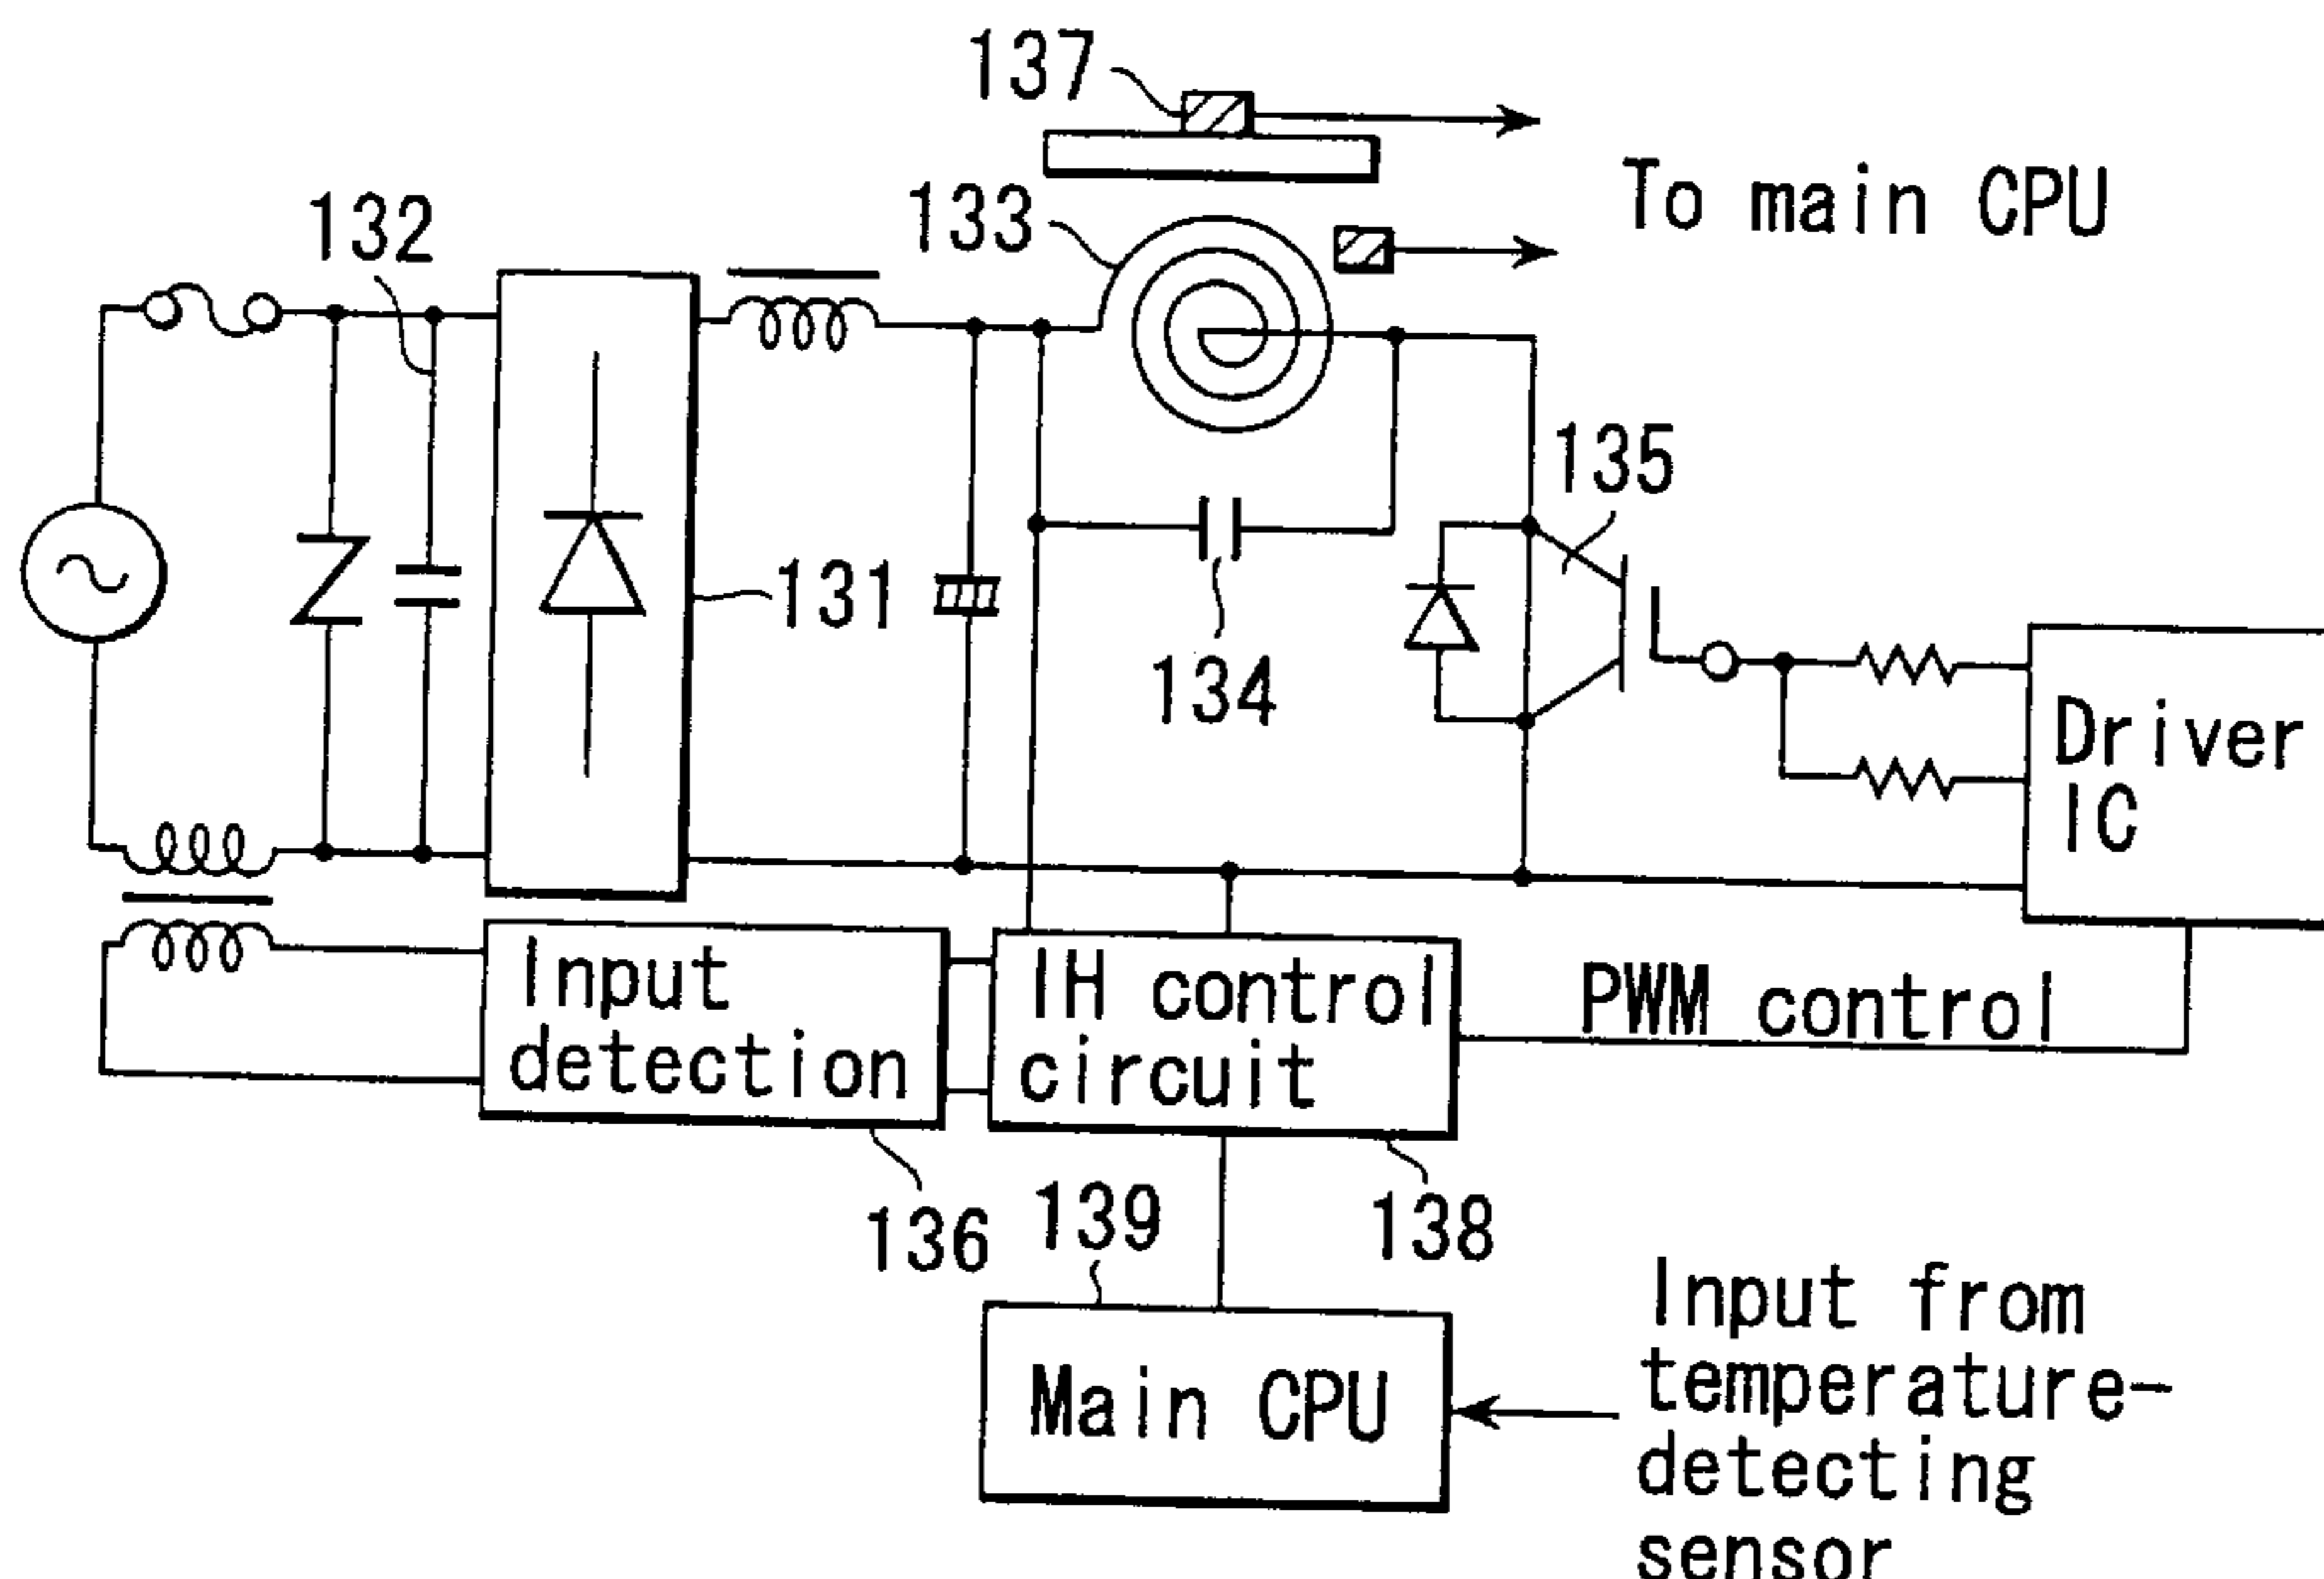 137
To main CPU
132
133
135
131
134
Driver
IC
Input
detection
IH control
circuit
PWM control
136
139
138
Main CPU
Input from
temperature-
detecting
sensor